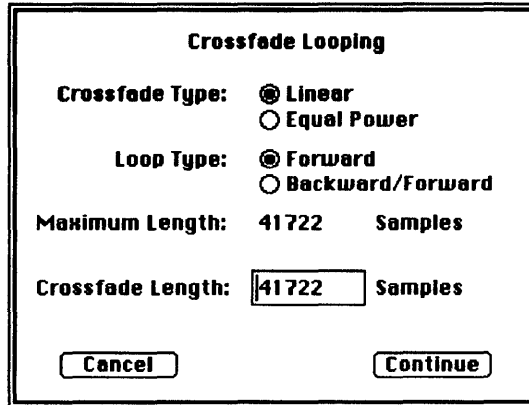 Crossfade Looping
Crossfade Type: Linear
Equal Power
Loop Type: Forward
Backward/Forward
Maximum Length: 41722 Samples
Crossfade Length: 41722 Samples
Cancel Continue